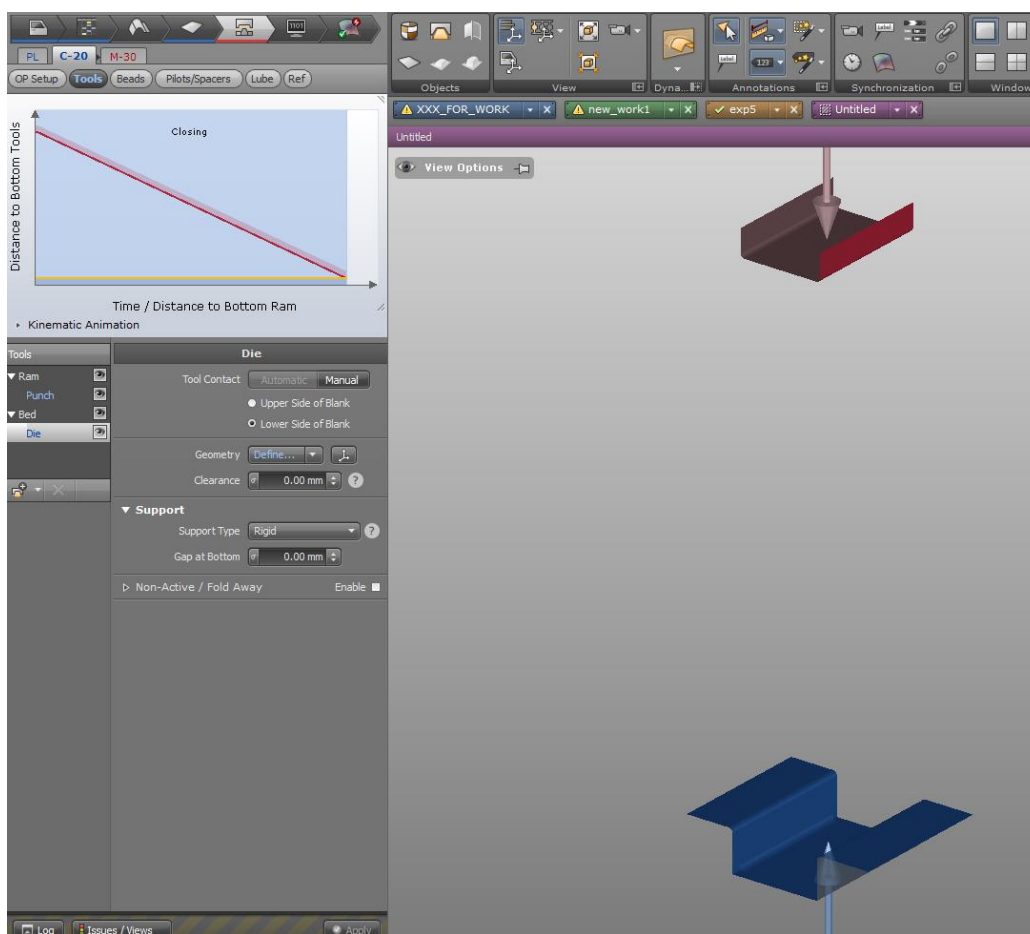 1101
PL
C-20
M-30
OP Setup
Tools
Beads
Pilots/Spacers
Lube
Ref
Objects
View
Dyna...
Label
123
Annotations
Label
Synchronization
Window
XXX_FOR_WORK
new_work1
exp5
Untitled
Untitled
View Options
Closing
Distance to Bottom Tools
Time / Distance to Bottom Ram
Kinematic Animation
Tools
Ram
Punch
Bed
Die
Die
Tool Contact Automatic Manual
Upper Side of Blank
Lower Side of Blank
Geometry Define...
Clearance σ 0.00 mm ?
Support
Support Type Rigid ?
Gap at Bottom σ 0.00 mm
Non-Active / Fold Away Enable
Log
Issues / Views
Apply